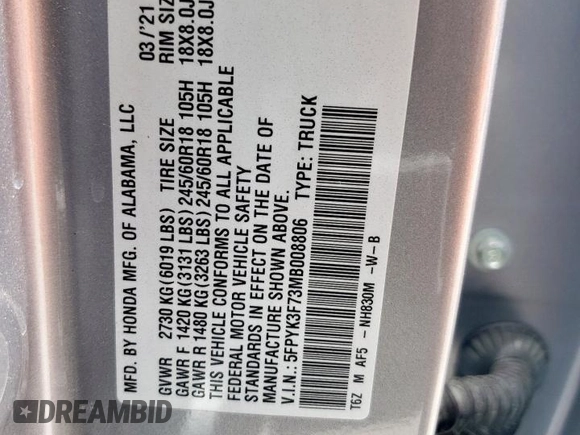 MFD. BY HONDA MFG. OF ALABAMA, LLC 03/'21
TIRE SIZE RIM SIZ
GVWR 2730 KG (6019 LBS)
GAWR F 1420 KG (3131 LBS) 245/60R18 105H 18X8.0J
GAWR R 1480 KG (3263 LBS) 245/60R18 105H 18X8.0J
THIS VEHICLE CONFORMS TO ALL APPLICABLE
FEDERAL MOTOR VEHICLE SAFETY
STANDARDS IN EFFECT ON THE DATE OF
MANUFACTURE SHOWN ABOVE.
V.I.N.: 5FPYK3F73MB008806 TYPE: TRUCK
T6Z M AF5 - NH830M -W-B
DREAMBID